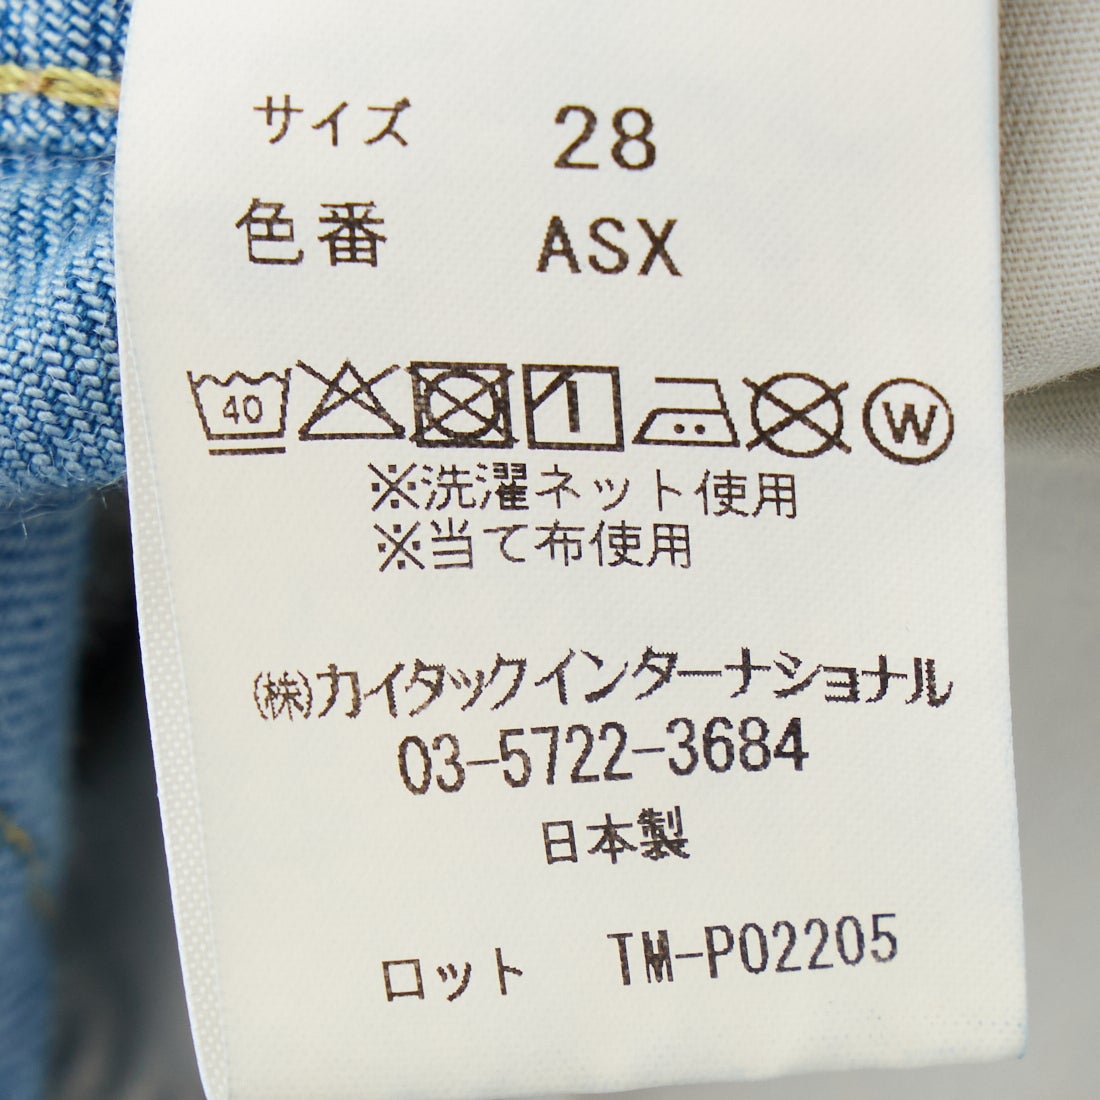 サイズ 28
色番 ASX
40 W
※洗濯ネット使用
※当て布使用
㈱カイタックインターナショナル
03-5722-3684
日本製
ロット TM-P02205